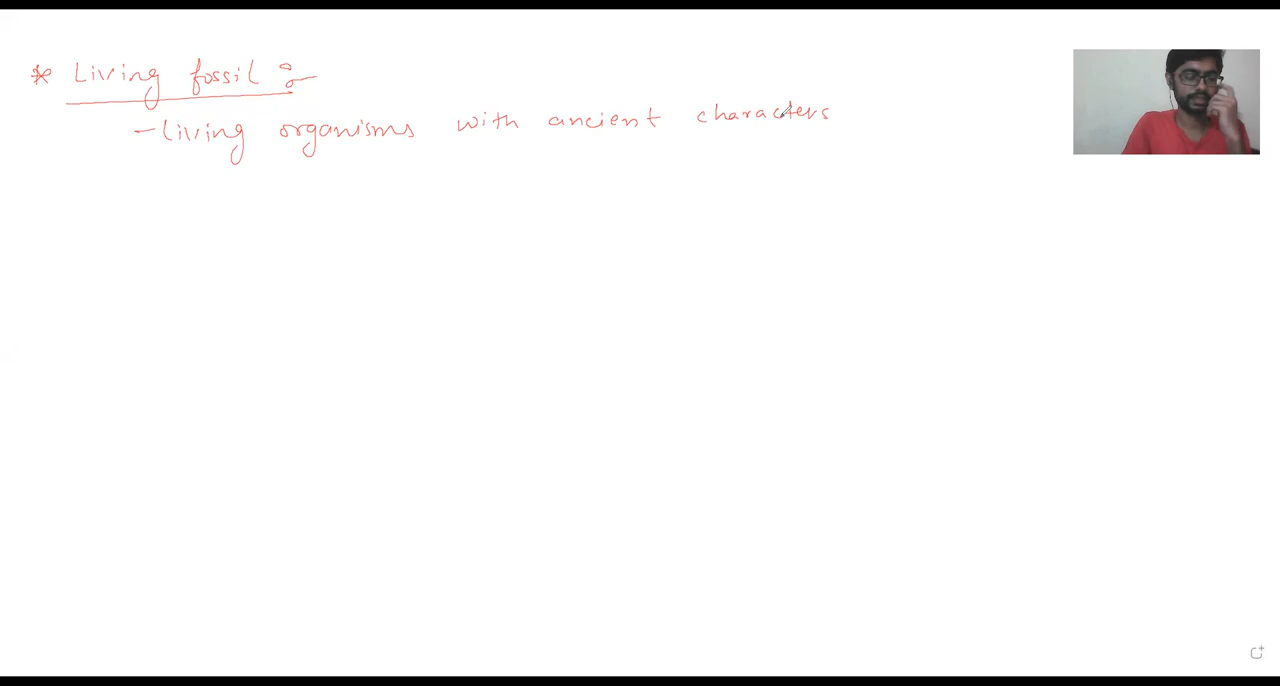 * Living fossil :-
- Living organisms with ancient characters